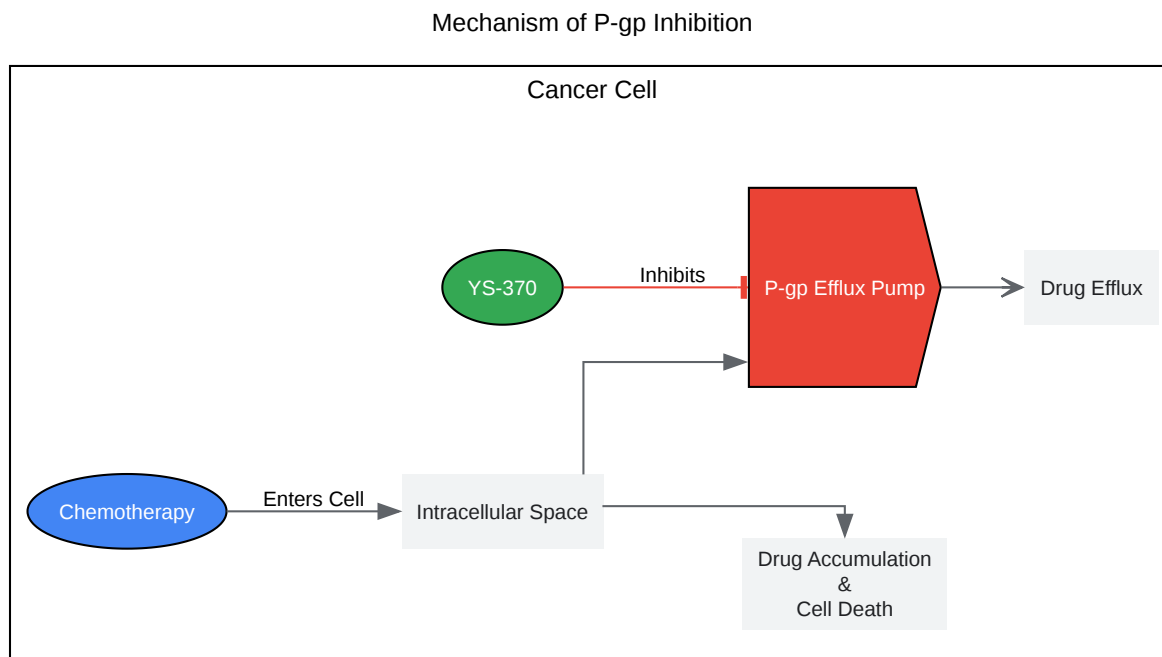 Mechanism of P-gp Inhibition
Cancer Cell
YS-370
Inhibits
P-gp Efflux Pump
Drug Efflux
Chemotherapy
Enters Cell
Intracellular Space
Drug Accumulation
&
Cell Death